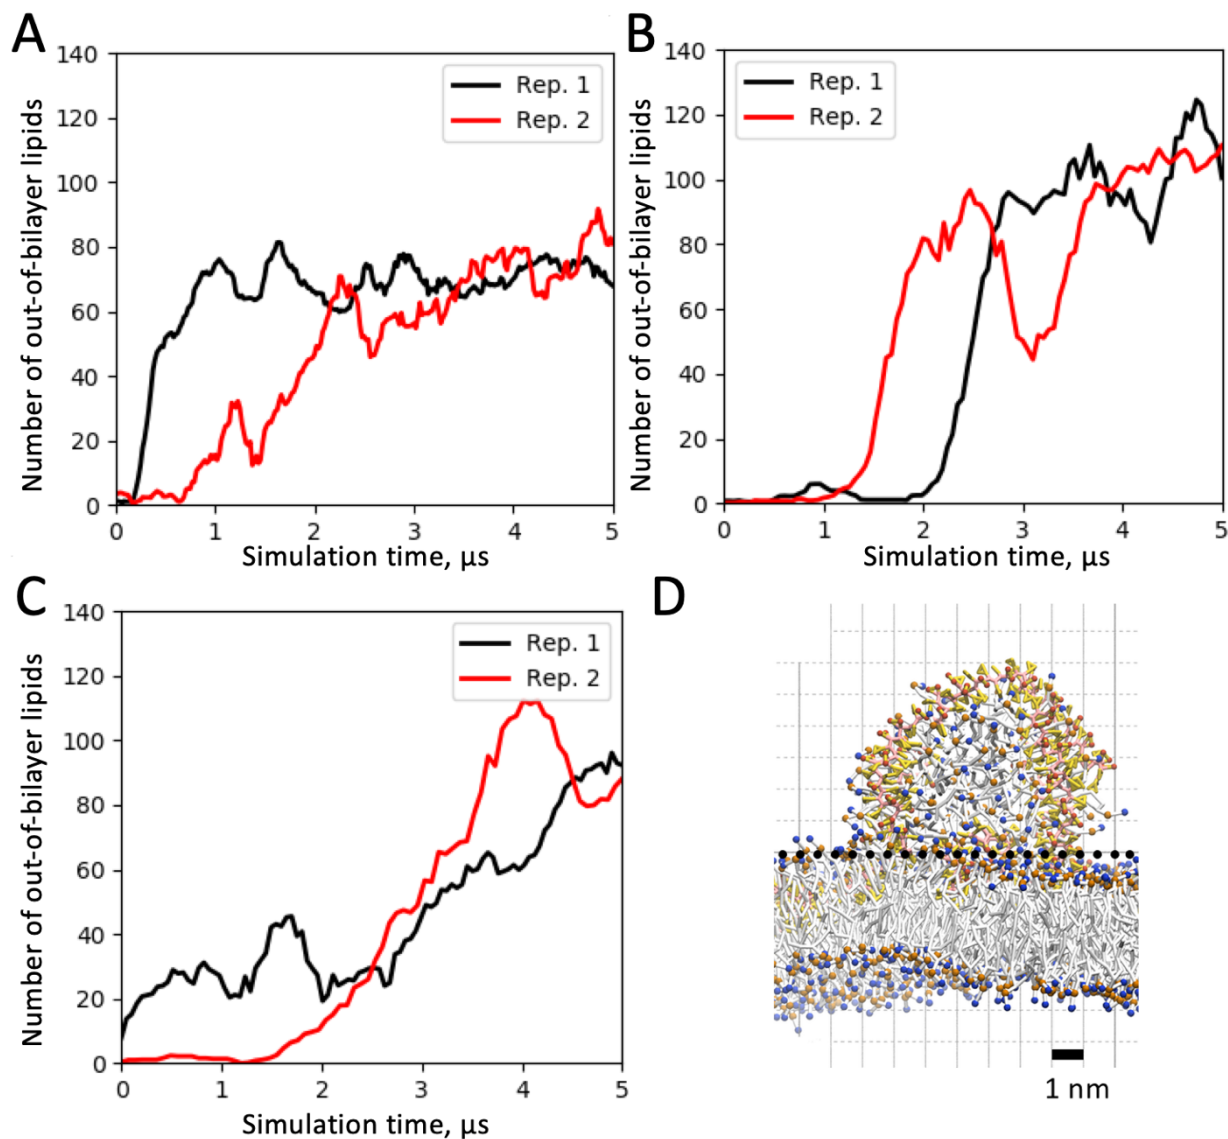 A
Number of out-of-bilayer lipids
140
120
100
80
60
40
20
0
Rep. 1
Rep. 2
0 1 2 3 4 5
Simulation time, μs
B
Number of out-of-bilayer lipids
140
120
100
80
60
40
20
0
Rep. 1
Rep. 2
0 1 2 3 4 5
Simulation time, μs
C
Number of out-of-bilayer lipids
140
120
100
80
60
40
20
0
Rep. 1
Rep. 2
0 1 2 3 4 5
Simulation time, μs
D
1 nm